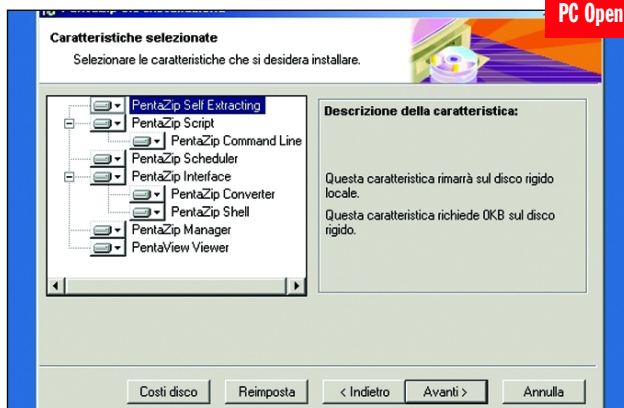 PC Open
Caratteristiche selezionate
Selezionare le caratteristiche che si desidera installare.
PentaZip Self Extracting
PentaZip Script
PentaZip Command Line
PentaZip Scheduler
PentaZip Interface
PentaZip Converter
PentaZip Shell
PentaZip Manager
PentaView Viewer
Descrizione della caratteristica:
Questa caratteristica rimarrà sul disco rigido
locale.
Questa caratteristica richiede 0KB sul disco
rigido.
Costi disco
Reimposta
< Indietro
Avanti >
Annulla